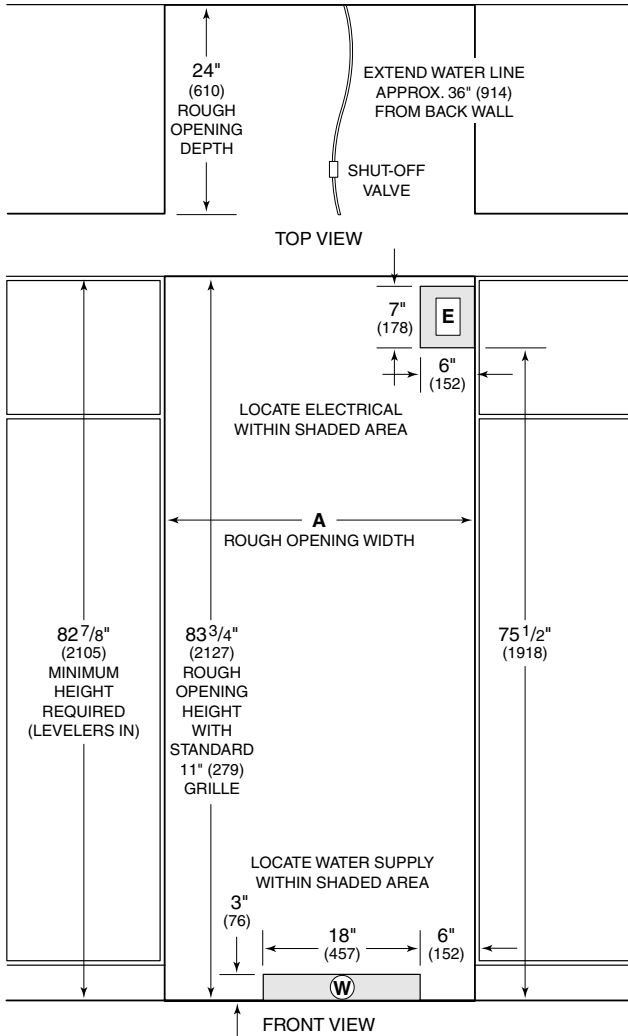 24"
(610)
ROUGH
OPENING
DEPTH
EXTEND WATER LINE
APPROX. 36" (914)
FROM BACK WALL
SHUT-OFF
VALVE
TOP VIEW
7"
(178)
E
6"
(152)
LOCATE ELECTRICAL
WITHIN SHADED AREA
A
ROUGH OPENING WIDTH
82 7/8"
(2105)
MINIMUM
HEIGHT
REQUIRED
(LEVELERS IN)
83 3/4"
(2127)
ROUGH
OPENING
HEIGHT
WITH
STANDARD
11" (279)
GRILLE
75 1/2"
(1918)
LOCATE WATER SUPPLY
WITHIN SHADED AREA
3"
(76)
18"
(457)
6"
(152)
W
FRONT VIEW